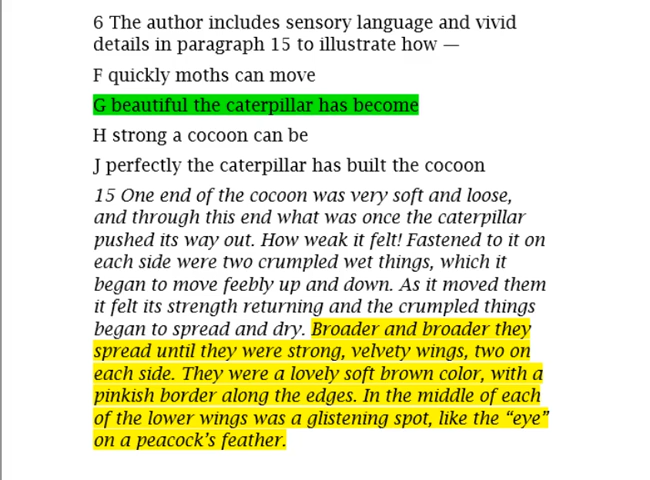 6 The author includes sensory language and vivid
details in paragraph 15 to illustrate how —
F quickly moths can move
G beautiful the caterpillar has become
H strong a cocoon can be
J perfectly the caterpillar has built the cocoon
15 One end of the cocoon was very soft and loose,
and through this end what was once the caterpillar
pushed its way out. How weak it felt! Fastened to it on
each side were two crumpled wet things, which it
began to move feebly up and down. As it moved them
it felt its strength returning and the crumpled things
began to spread and dry. Broader and broader they
spread until they were strong, velvety wings, two on
each side. They were a lovely soft brown color, with a
pinkish border along the edges. In the middle of each
of the lower wings was a glistening spot, like the “eye”
on a peacock’s feather.